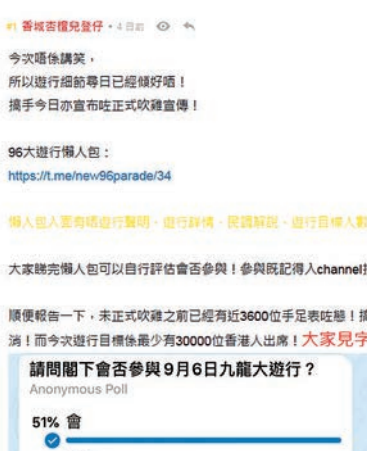 #1 香城否檀兒登仔 • 4 日前
今次唔係講笑，
所以遊行細節尋日已經傾好晒！
搞手今日亦宣布咗正式吹雞宣傳！
96大遊行懶人包：
https://t.me/new96parade/34
懶人包入面有晒遊行聲明、遊行詳情、民調解說、遊行目標人數
大家睇完懶人包可以自行評估會否參與！參與既記得入channel
順便報告一下，未正式吹雞之前已經有近3600位手足表咗態！
消！而今次遊行目標係最少有30000位香港人出席！大家見字
請問閣下會否參與9月6日九龍大遊行？
Anonymous Poll
51% 會